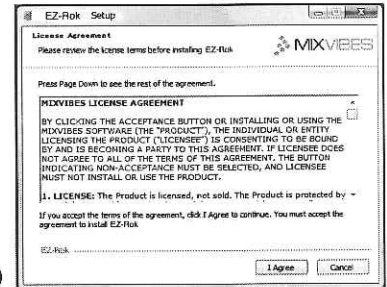 EZ-Rok Setup
License Agreement
Please review the license terms before installing EZ-Rok
MIXVIBES
Press Page Down to see the rest of the agreement.
MIXVIBES LICENSE AGREEMENT
BY CLICKING THE ACCEPTANCE BUTTON OR INSTALLING OR USING THE
MIXVIBES SOFTWARE (THE "PRODUCT"), THE INDIVIDUAL OR ENTITY
LICENSING THE PRODUCT ("LICENSEE") IS CONSENTING TO BE BOUND
BY AND IS BECOMING A PARTY TO THIS AGREEMENT. IF LICENSEE DOES
NOT AGREE TO ALL OF THE TERMS OF THIS AGREEMENT, THE BUTTON
INDICATING NON-ACCEPTANCE MUST BE SELECTED, AND LICENSEE
MUST NOT INSTALL OR USE THE PRODUCT.
1. LICENSE: The Product is licensed, not sold. The Product is protected by
If you accept the terms of the agreement, click I Agree to continue. You must accept the
agreement to install EZ-Rok
EZ-Rok
I Agree Cancel